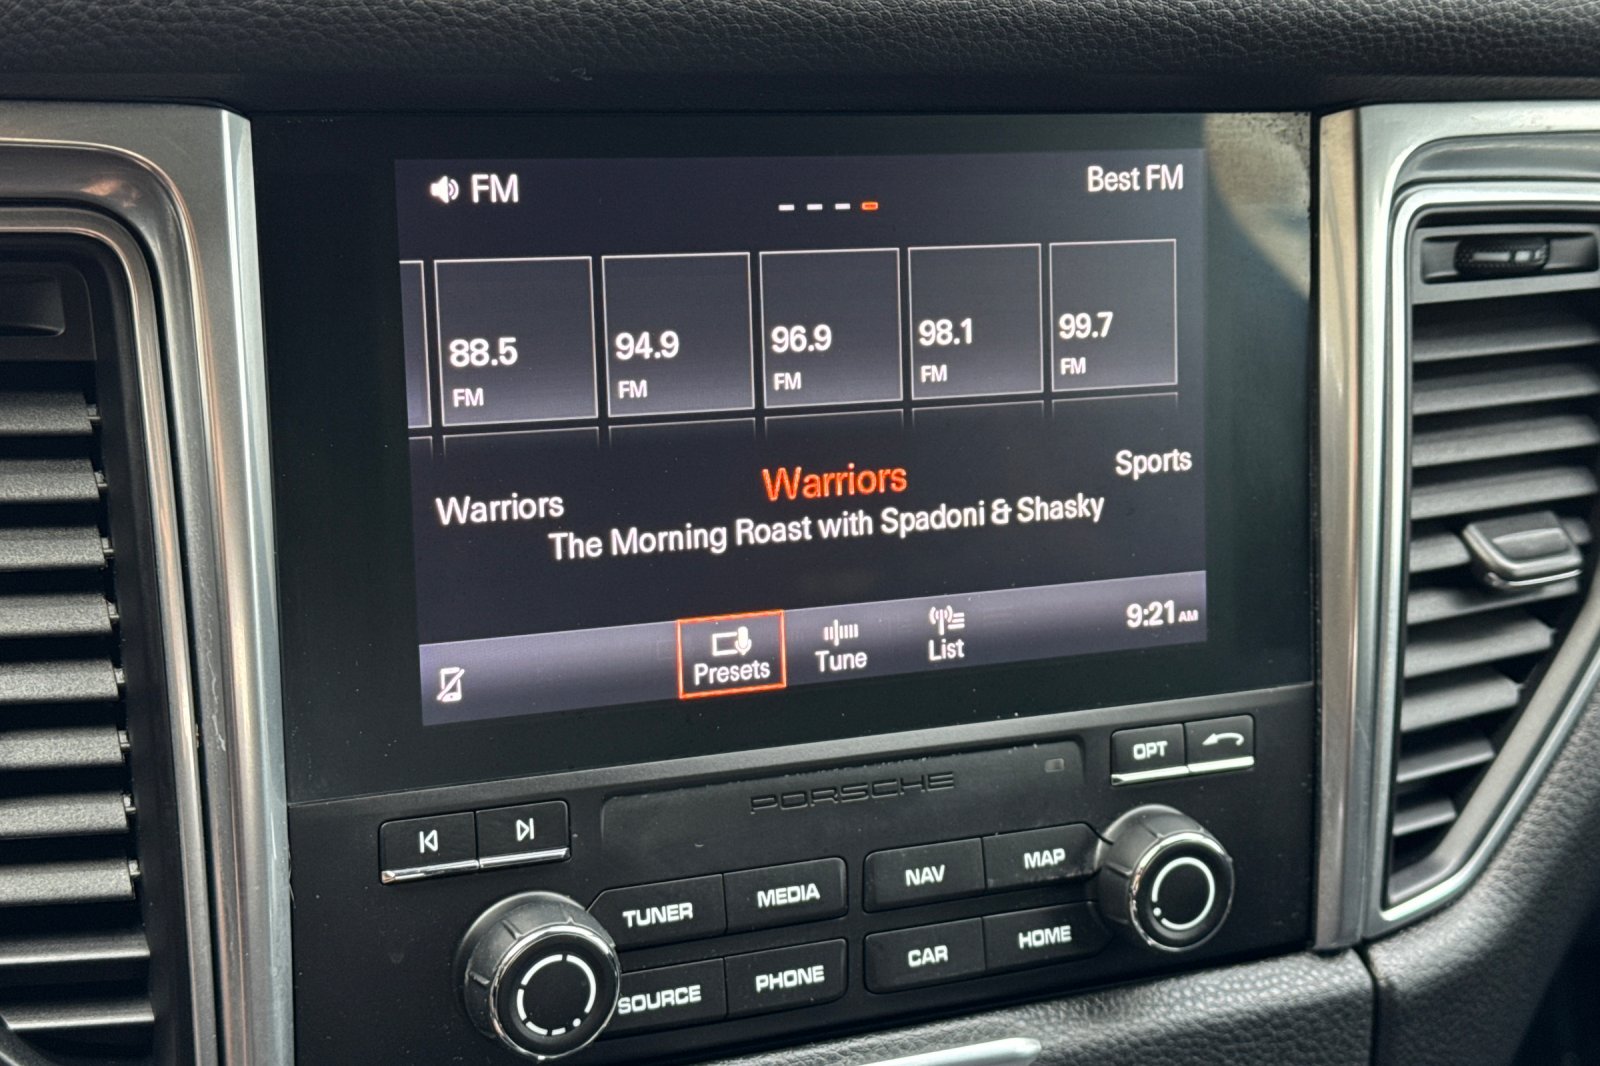 FM
Best FM
88.5
FM
94.9
FM
96.9
FM
98.1
FM
99.7
FM
Warriors
Warriors
Sports
The Morning Roast with Spadoni & Shasky
Presets
Tune
List
9:21 AM
OPT
PORSCHE
TUNER
MEDIA
NAV
MAP
SOURCE
PHONE
CAR
HOME